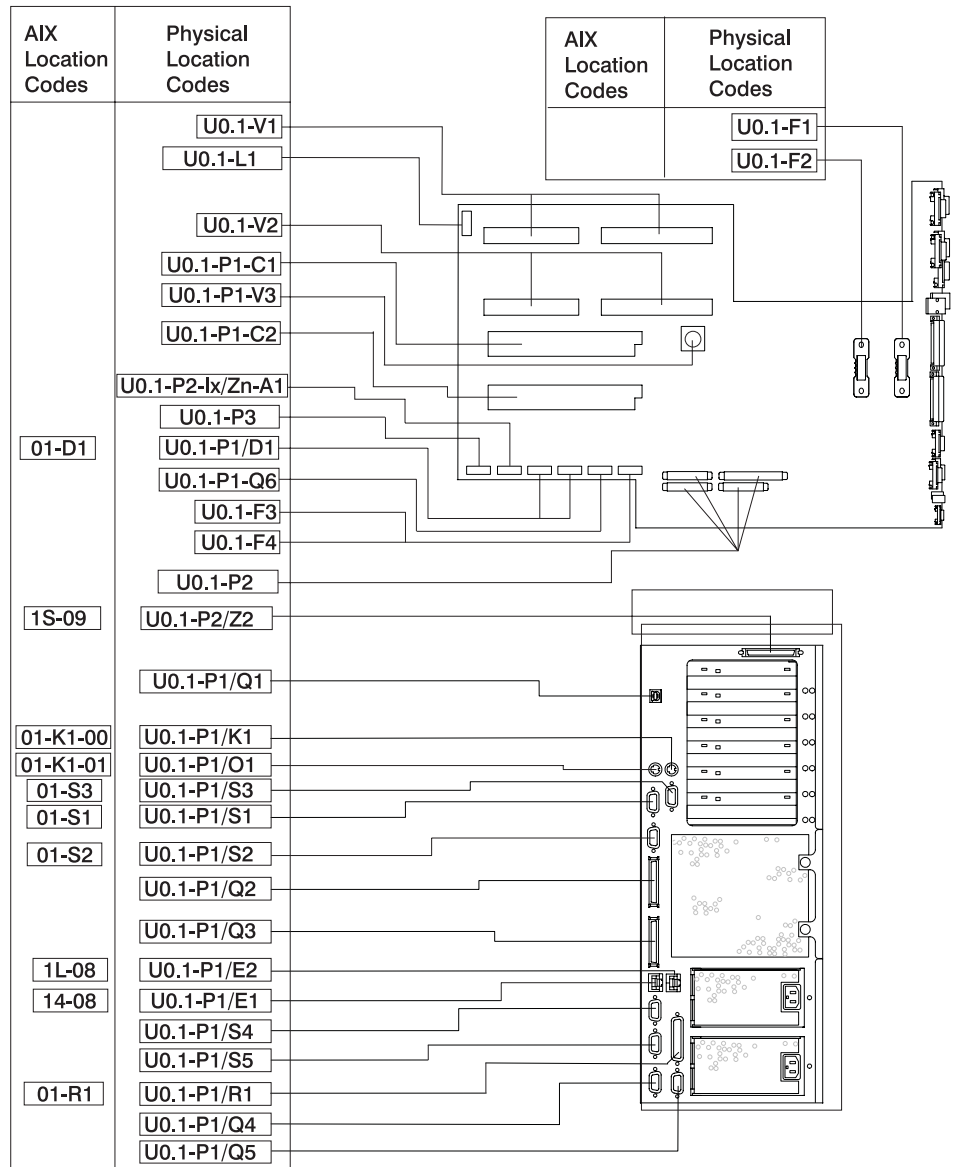 AIX
Location
Codes
Physical
Location
Codes
U0.1-V1
U0.1-L1
U0.1-V2
U0.1-P1-C1
U0.1-P1-V3
U0.1-P1-C2
U0.1-P2-Ix/Zn-A1
U0.1-P3
01-D1 U0.1-P1/D1
U0.1-P1-Q6
U0.1-F3
U0.1-F4
U0.1-P2
1S-09 U0.1-P2/Z2
U0.1-P1/Q1
01-K1-00 U0.1-P1/K1
01-K1-01 U0.1-P1/O1
01-S3 U0.1-P1/S3
01-S1 U0.1-P1/S1
01-S2 U0.1-P1/S2
U0.1-P1/Q2
U0.1-P1/Q3
1L-08 U0.1-P1/E2
14-08 U0.1-P1/E1
U0.1-P1/S4
U0.1-P1/S5
01-R1 U0.1-P1/R1
U0.1-P1/Q4
U0.1-P1/Q5
AIX
Location
Codes
Physical
Location
Codes
U0.1-F1
U0.1-F2